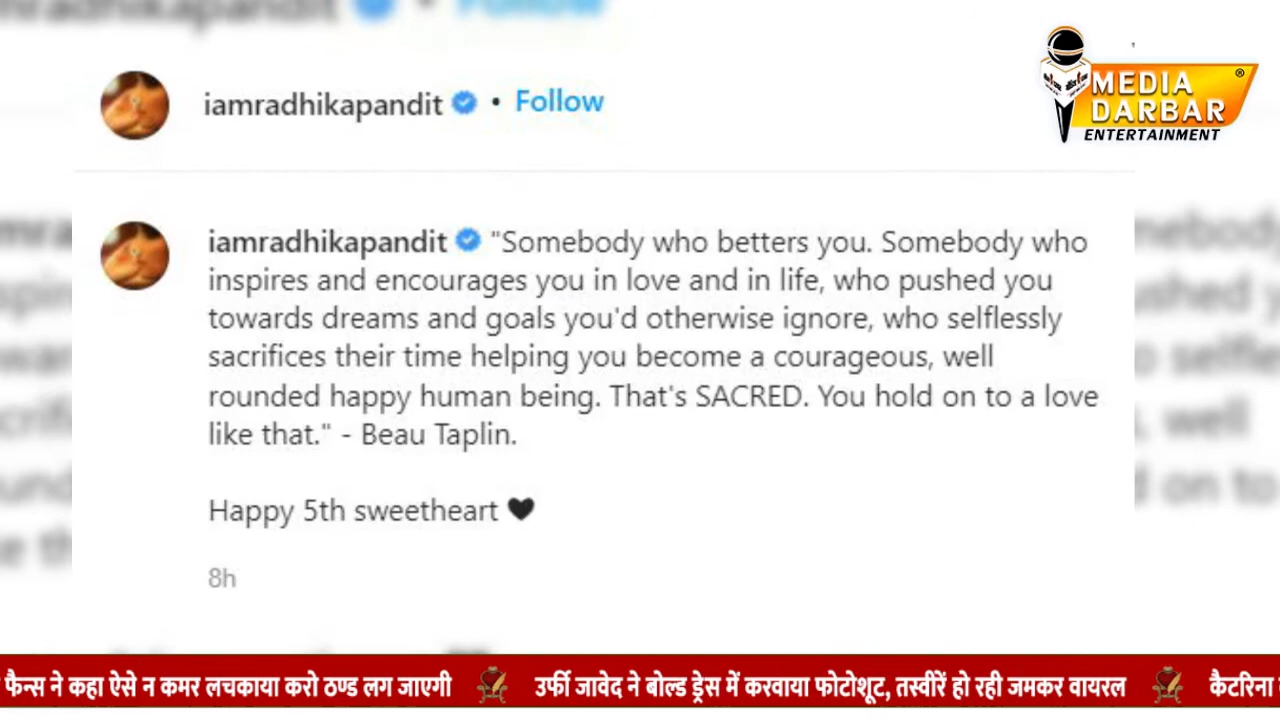 iamradhikapandit • Follow
MEDIA
DARBAR
ENTERTAINMENT
iamradhikapandit "Somebody who betters you. Somebody who
inspires and encourages you in love and in life, who pushed you
towards dreams and goals you'd otherwise ignore, who selflessly
sacrifices their time helping you become a courageous, well
rounded happy human being. That's SACRED. You hold on to a love
like that." - Beau Taplin.
Happy 5th sweetheart 🖤
8h
फैन्स ने कहा ऐसे न कमर लचकाया करो ठण्ड लग जाएगी उर्फी जावेद ने बोल्ड ड्रेस में करवाया फोटोशूट, तस्वीरें हो रही जमकर वायरल कैटरिना